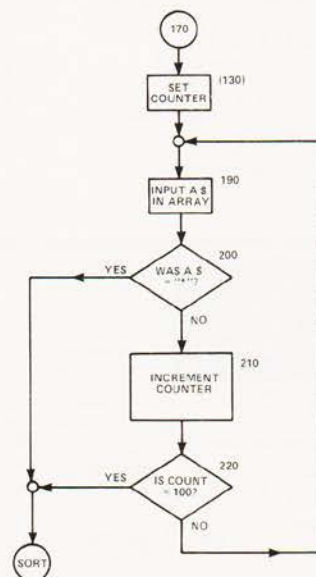 170
(130)
SET
COUNTER
190
INPUT A $
IN ARRAY
200
YES
WAS A $
= "*"?
NO
210
INCREMENT
COUNTER
220
YES
IS COUNT
= 100?
NO
SORT